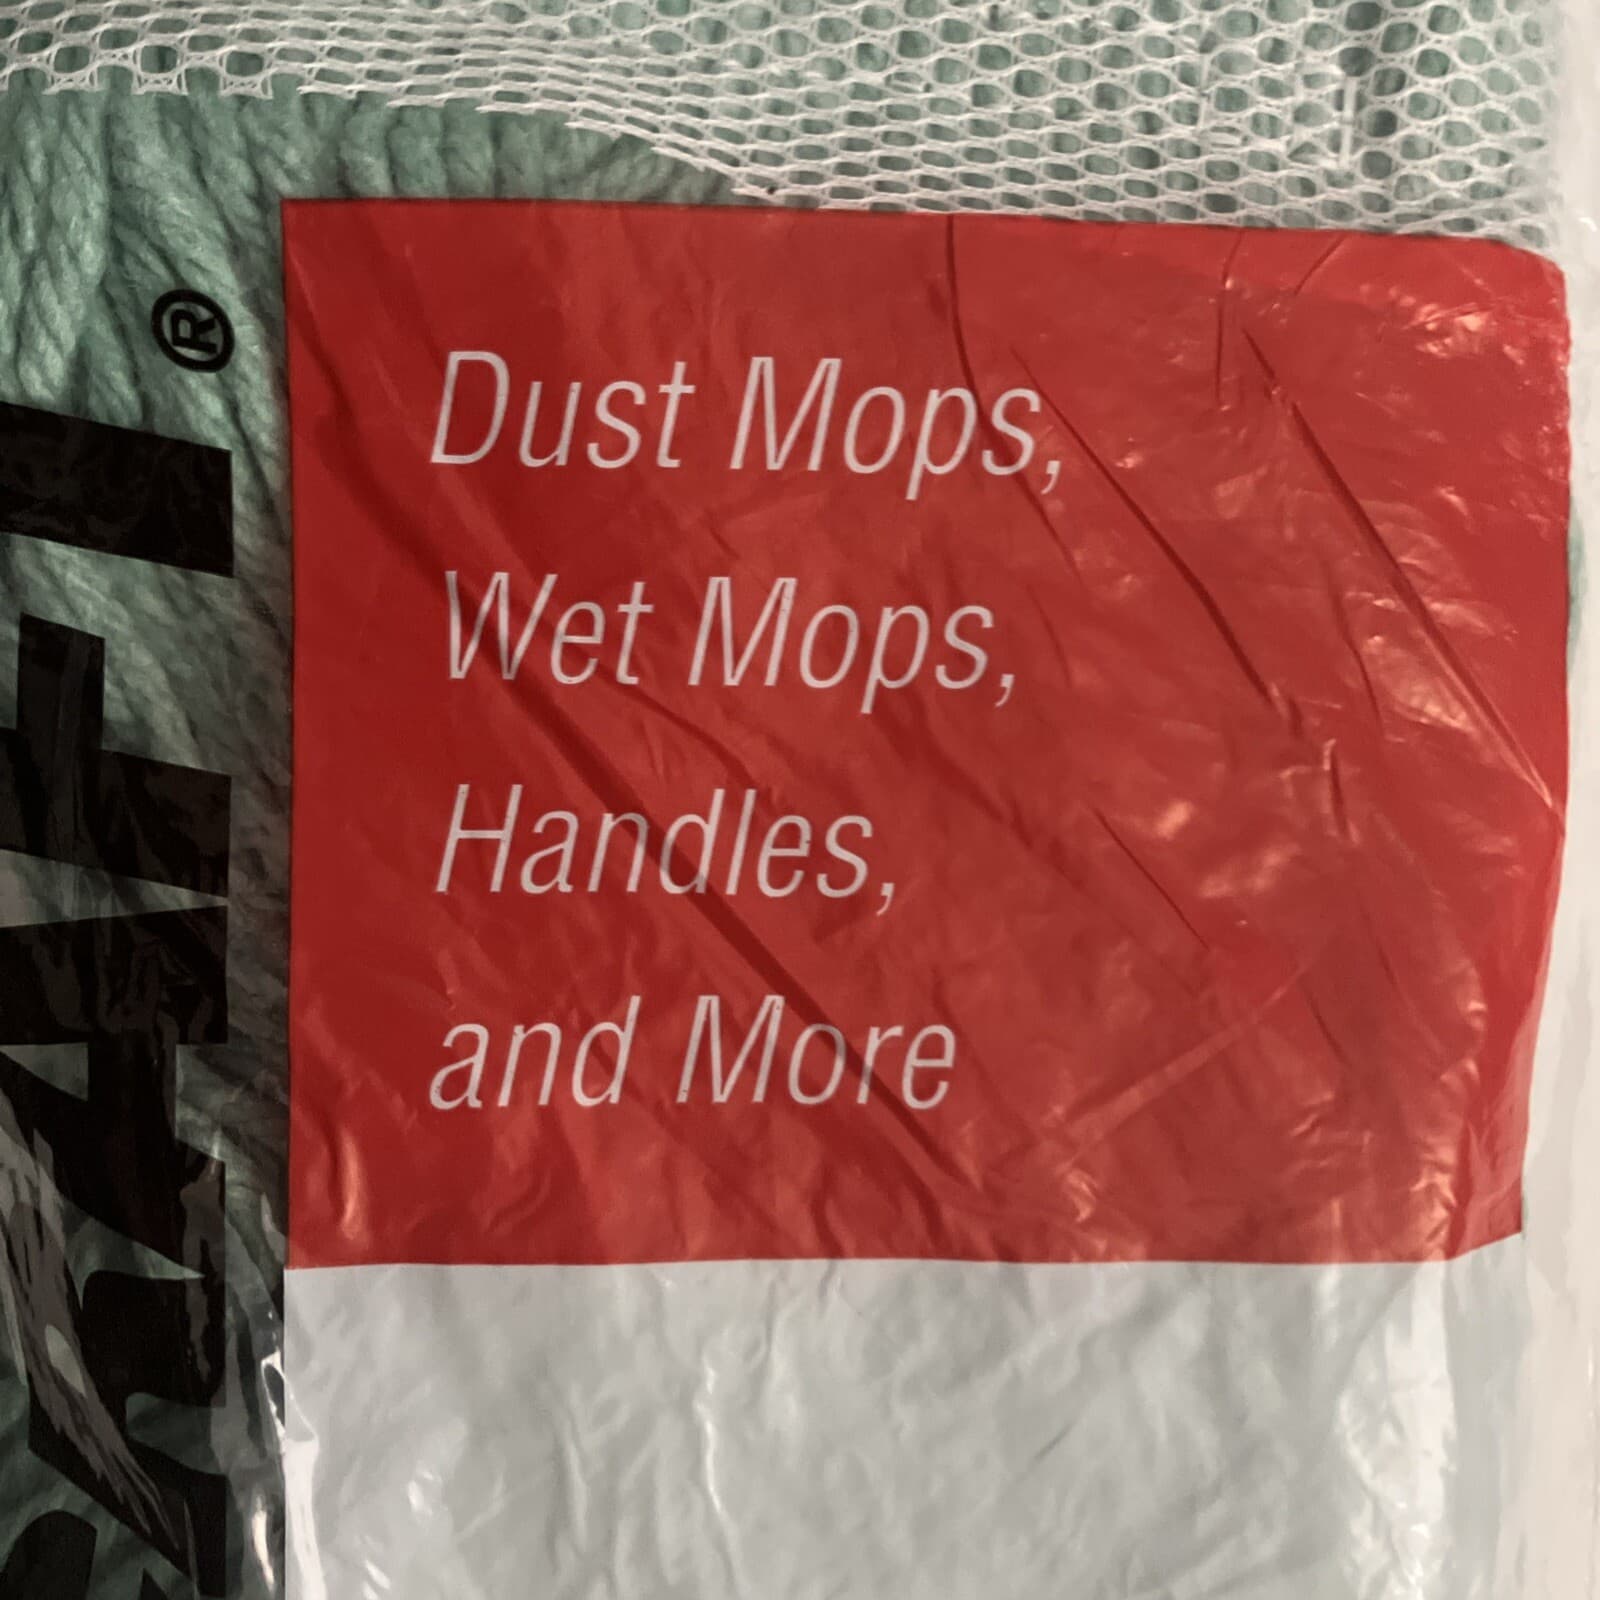 Dust Mops,
Wet Mops,
Handles,
and More
®